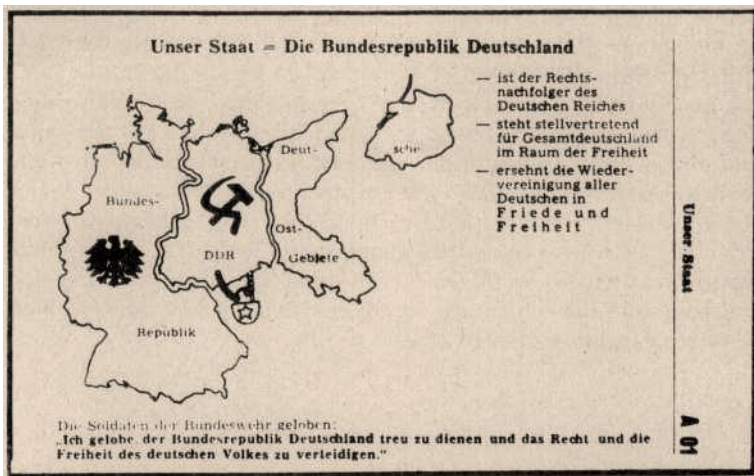 Unser Staat = Die Bundesrepublik Deutschland
— ist der Rechts-
nachfolger des
Deutschen Reiches
— steht stellvertretend
für Gesamtdeutschland
im Raum der Freiheit
— ersehnt die Wieder-
vereinigung aller
Deutschen in
Friede und
Freiheit
Deut-
sche
Bundes-
Ost-
DDR
Gebiete
Republik
Unser Staat
A 01
Die Soldaten der Bundeswehr geloben:
„Ich gelobe, der Bundesrepublik Deutschland treu zu dienen und das Recht und die
Freiheit des deutschen Volkes zu verteidigen."